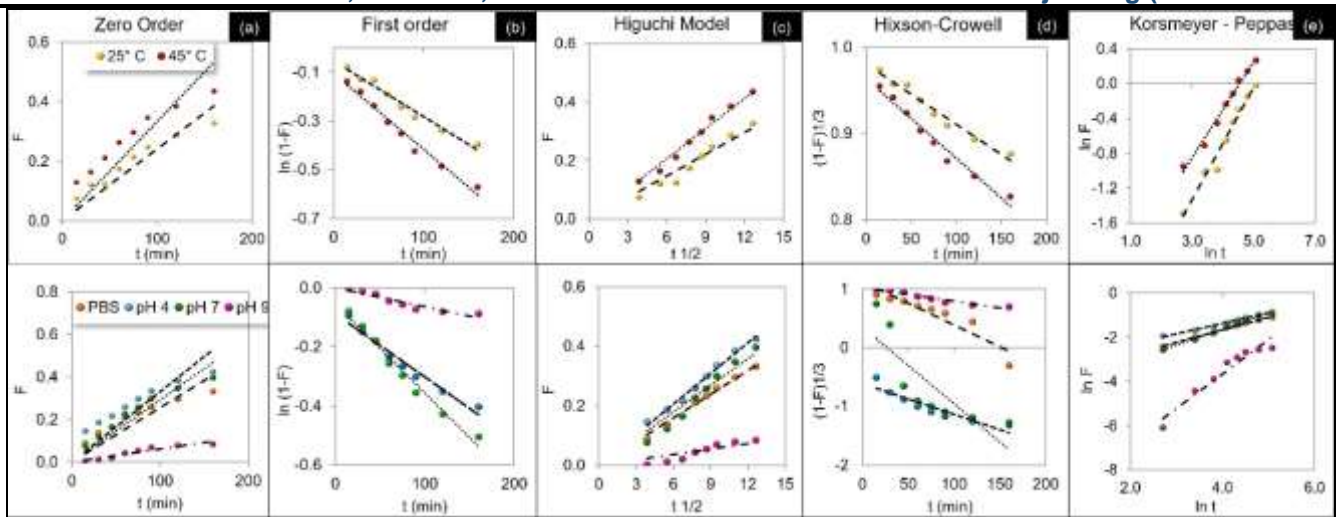 Zero Order (a)
25° C 45° C
F
0.6
0.4
0.2
0.0
0 100 200
t (min)
First order (b)
ln (1-F)
-0.1
-0.3
-0.5
-0.7
0 100 200
t (min)
Higuchi Model (c)
F
0.6
0.4
0.2
0.0
0 3 6 9 12 15
t 1/2
Hixson-Crowell (d)
(1-F)1/3
1.0
0.9
0.8
0 50 100 150 200
t (min)
Korsmeyer - Peppas (e)
ln F
0.4
0.0
-0.4
-0.8
-1.2
-1.6
1.0 3.0 5.0 7.0
ln t
PBS pH 4 pH 7 pH 9
F
0.8
0.6
0.4
0.2
0.0
0 100 200
t (min)
ln (1-F)
0.0
-0.2
-0.4
-0.6
0 100 200
t (min)
F
0.6
0.4
0.2
0.0
0 3 6 9 12 15
t 1/2
(1-F)1/3
1
0
-1
-2
0 50 100 150 200
t (min)
ln F
0
-2
-4
-6
-8
2.0 4.0 6.0
ln t